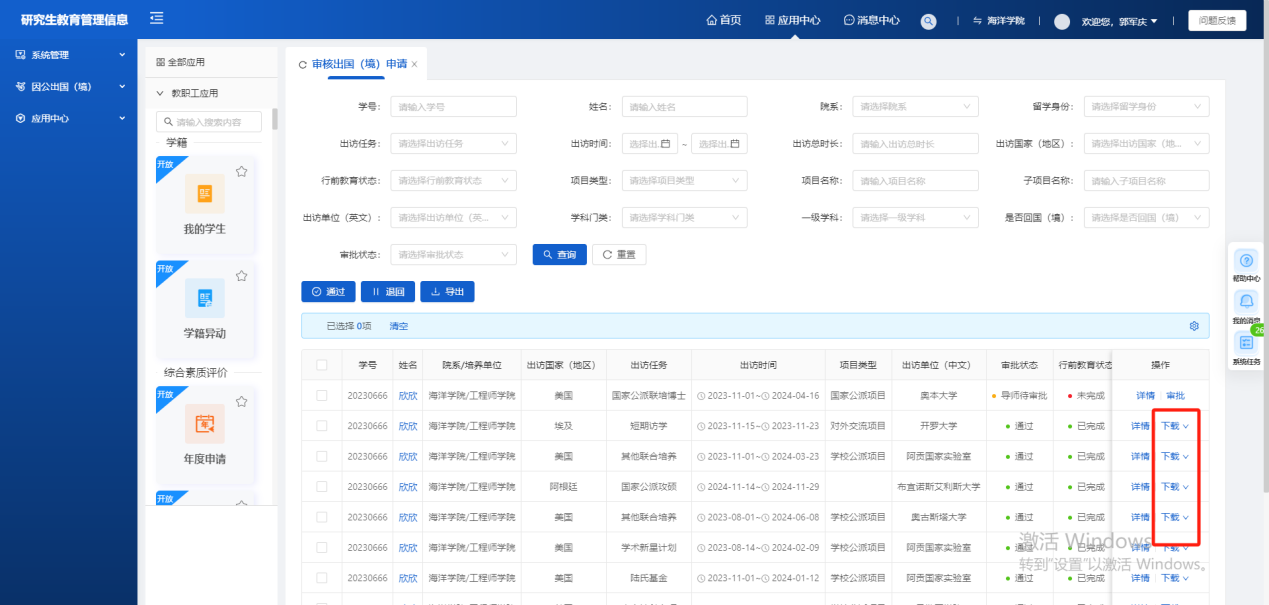 研究生教育管理信息
首页 应用中心 消息中心 海洋学院 欢迎您，郭军庆 问题反馈
系统管理
因公出国（境）
应用中心
全部应用
教职工应用
请输入搜索内容
学籍
开放
我的学生
开放
学籍异动
综合素质评价
开放
年度申请
开放
审核出国（境）申请 ×
学号： 请输入学号 姓名： 请输入姓名 院系： 请选择院系 留学身份： 请选择留学身份
出访任务： 请选择出访任务 出访时间： 选择出... ~ 选择出... 出访总时长： 请输入出访总时长 出访国家（地区）： 请选择出访国家（地...
行前教育状态： 请选择行前教育状态 项目类型： 请选择项目类型 项目名称： 请输入项目名称 子项目名称： 请输入子项目名称
出访单位（英文）： 请选择出访单位（英... 学科门类： 请选择学科门类 一级学科： 请选择一级学科 是否回国（境）： 请选择是否回国（境）
审批状态： 请选择审批状态 查询 重置
通过 退回 导出
已选择 0项 清空
学号 姓名 院系/培养单位 出访国家（地区） 出访任务 出访时间 项目类型 出访单位（中文） 审批状态 行前教育状态 操作
20230666 欣欣 海洋学院/工程师学院 美国 国家公派联培博士 2023-11-01~2024-04-16 国家公派项目 奥本大学 导师待审批 未完成 详情 审批
20230666 欣欣 海洋学院/工程师学院 埃及 短期访学 2023-11-15~2023-11-23 对外交流项目 开罗大学 通过 已完成 详情 下载
20230666 欣欣 海洋学院/工程师学院 美国 其他联合培养 2023-11-01~2024-03-23 学校公派项目 阿贡国家实验室 通过 已完成 详情 下载
20230666 欣欣 海洋学院/工程师学院 阿根廷 国家公派攻硕 2024-11-14~2024-11-29 布宜诺斯艾利斯大学 通过 已完成 详情 下载
20230666 欣欣 海洋学院/工程师学院 美国 其他联合培养 2023-08-01~2024-06-08 学校公派项目 奥古斯塔大学 通过 已完成 详情 下载
20230666 欣欣 海洋学院/工程师学院 美国 学术新星计划 2023-08-14~2024-02-09 学校公派项目 阿贡国家实验室 通过 已完成 详情 下载
20230666 欣欣 海洋学院/工程师学院 美国 陆氏基金 2023-11-01~2024-01-12 学校公派项目 阿贡国家实验室 通过 已完成 详情 下载
帮助中心
我的消息
26
系统任务
激活 Windows
转到"设置"以激活 Windows。